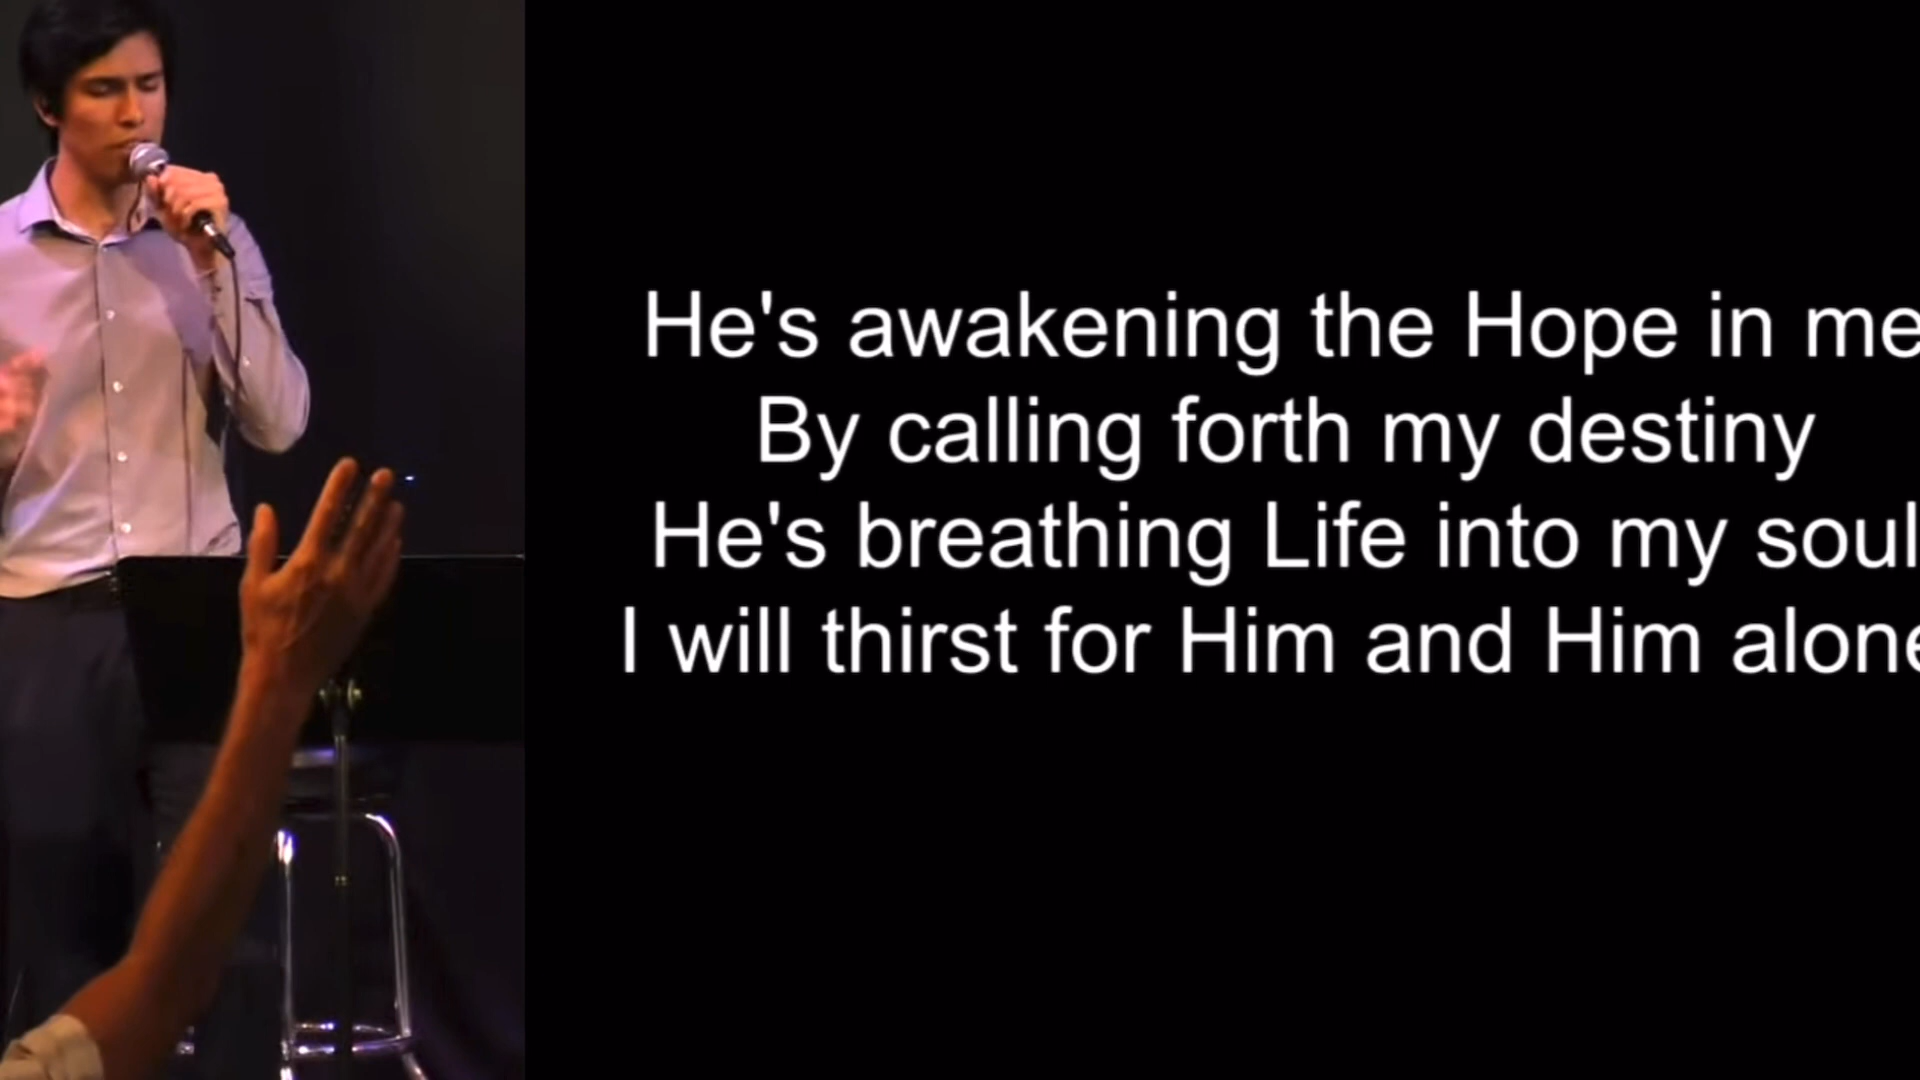 He's awakening the Hope in me
By calling forth my destiny
He's breathing Life into my soul
I will thirst for Him and Him alone